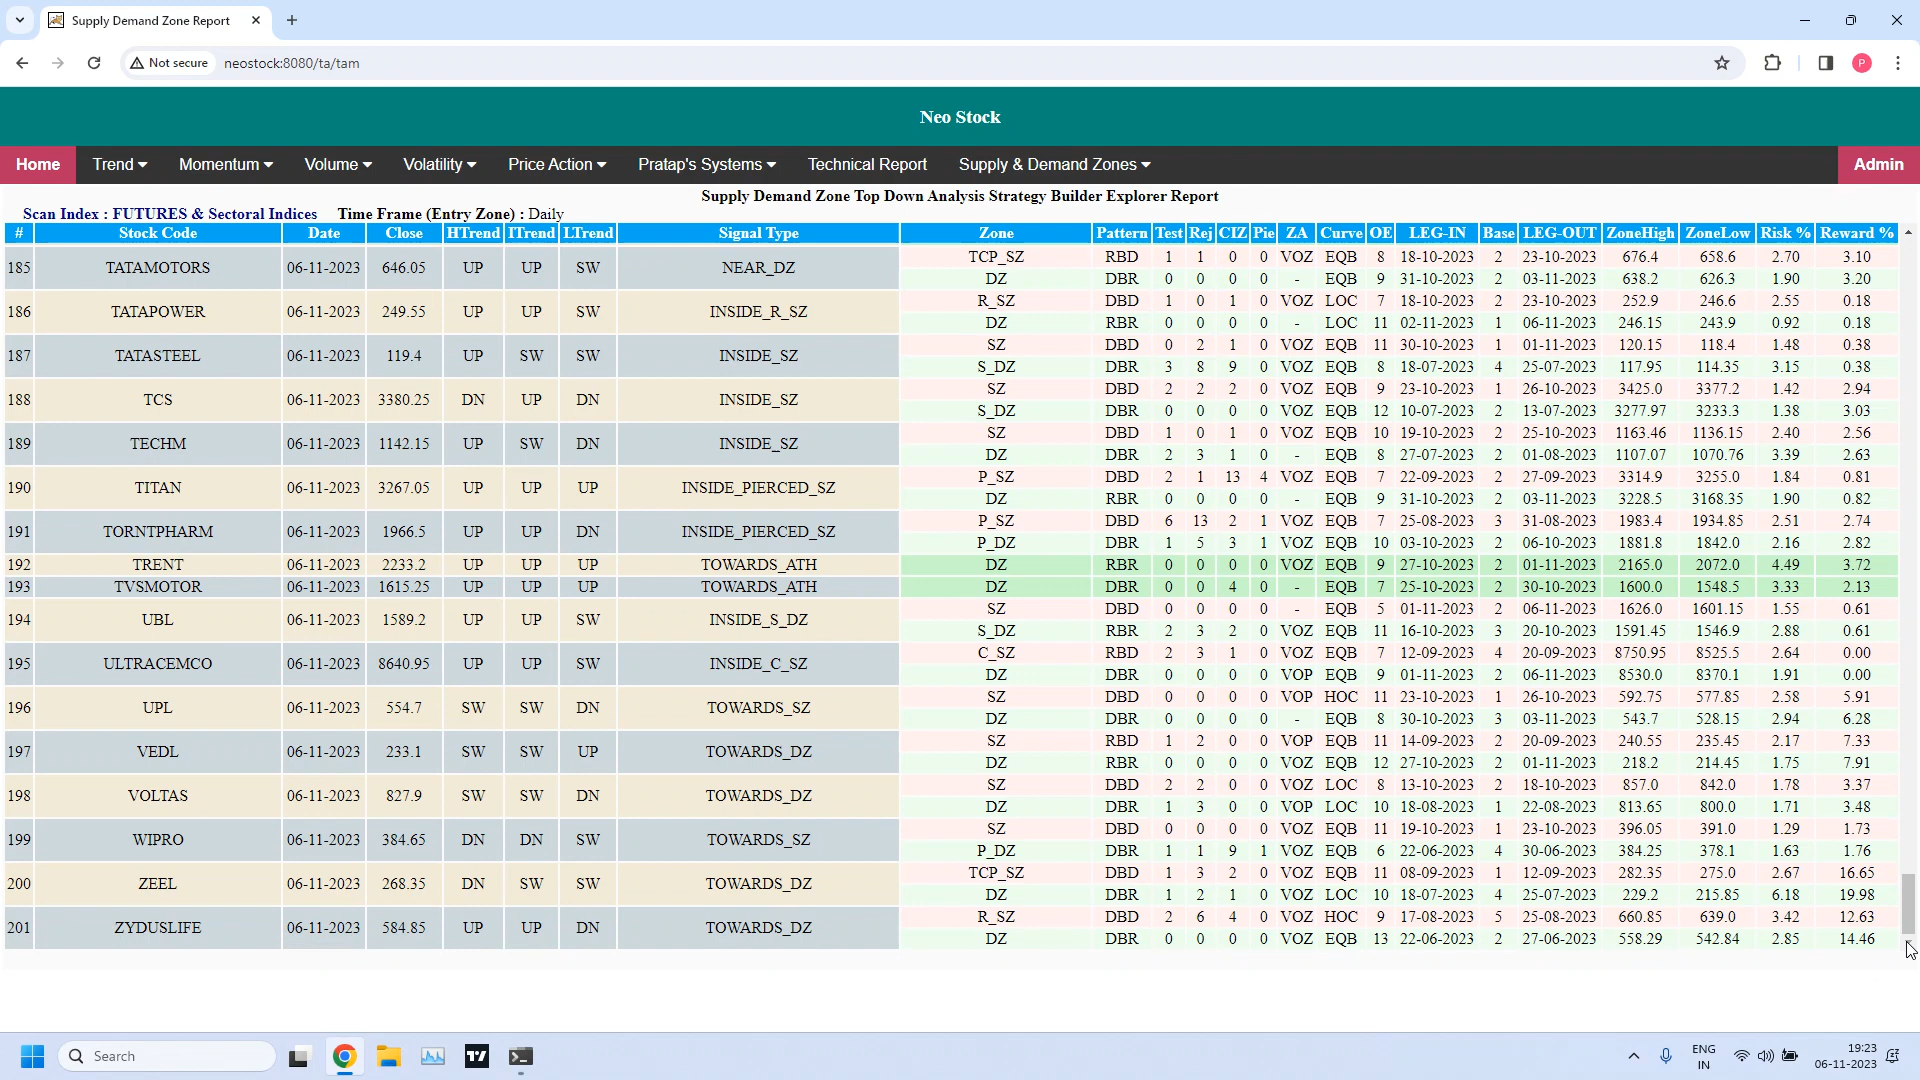 Supply Demand Zone Report
Not secure neostock:8080/ta/tam
P
Neo Stock
Home Trend Momentum Volume Volatility Price Action Pratap's Systems Technical Report Supply & Demand Zones Admin
Supply Demand Zone Top Down Analysis Strategy Builder Explorer Report
Scan Index : FUTURES & Sectoral Indices Time Frame (Entry Zone) : Daily
# Stock Code Date Close HTrend ITrend LTrend Signal Type Zone Pattern Test Rej CIZ Pie ZA Curve OE LEG-IN Base LEG-OUT ZoneHigh ZoneLow Risk % Reward %
185 TATAMOTORS 06-11-2023 646.05 UP UP SW NEAR_DZ TCP_SZ RBD 1 1 0 0 VOZ EQB 8 18-10-2023 2 23-10-2023 676.4 658.6 2.70 3.10
DZ DBR 0 0 0 0 - EQB 9 31-10-2023 2 03-11-2023 638.2 626.3 1.90 3.20
186 TATAPOWER 06-11-2023 249.55 UP UP SW INSIDE_R_SZ R_SZ DBD 1 0 1 0 VOZ LOC 7 18-10-2023 2 23-10-2023 252.9 246.6 2.55 0.18
DZ RBR 0 0 0 0 - LOC 11 02-11-2023 1 06-11-2023 246.15 243.9 0.92 0.18
187 TATASTEEL 06-11-2023 119.4 UP SW SW INSIDE_SZ SZ DBD 0 2 1 0 VOZ EQB 11 30-10-2023 1 01-11-2023 120.15 118.4 1.48 0.38
S_DZ DBR 3 8 9 0 VOZ EQB 8 18-07-2023 4 25-07-2023 117.95 114.35 3.15 0.38
188 TCS 06-11-2023 3380.25 DN UP DN INSIDE_SZ SZ DBD 2 2 2 0 VOZ EQB 9 23-10-2023 1 26-10-2023 3425.0 3377.2 1.42 2.94
S_DZ DBR 0 0 0 0 VOZ EQB 12 10-07-2023 2 13-07-2023 3277.97 3233.3 1.38 3.03
189 TECHM 06-11-2023 1142.15 UP SW DN INSIDE_SZ SZ DBD 1 0 1 0 VOZ EQB 10 19-10-2023 2 25-10-2023 1163.46 1136.15 2.40 2.56
DZ DBR 2 3 1 0 - EQB 8 27-07-2023 2 01-08-2023 1107.07 1070.76 3.39 2.63
190 TITAN 06-11-2023 3267.05 UP UP UP INSIDE_PIERCED_SZ P_SZ DBD 2 1 13 4 VOZ EQB 7 22-09-2023 2 27-09-2023 3314.9 3255.0 1.84 0.81
DZ RBR 0 0 0 0 - EQB 9 31-10-2023 2 03-11-2023 3228.5 3168.35 1.90 0.82
191 TORNTPHARM 06-11-2023 1966.5 UP UP DN INSIDE_PIERCED_SZ P_SZ DBD 6 13 2 1 VOZ EQB 7 25-08-2023 3 31-08-2023 1983.4 1934.85 2.51 2.74
P_DZ DBR 1 5 3 1 VOZ EQB 10 03-10-2023 2 06-10-2023 1881.8 1842.0 2.16 2.82
192 TRENT 06-11-2023 2233.2 UP UP UP TOWARDS_ATH DZ RBR 0 0 0 0 VOZ EQB 9 27-10-2023 2 01-11-2023 2165.0 2072.0 4.49 3.72
193 TVSMOTOR 06-11-2023 1615.25 UP UP UP TOWARDS_ATH DZ DBR 0 0 4 0 - EQB 7 25-10-2023 2 30-10-2023 1600.0 1548.5 3.33 2.13
194 UBL 06-11-2023 1589.2 UP UP SW INSIDE_S_DZ SZ DBD 0 0 0 0 - EQB 5 01-11-2023 2 06-11-2023 1626.0 1601.15 1.55 0.61
S_DZ RBR 2 3 2 0 VOZ EQB 11 16-10-2023 3 20-10-2023 1591.45 1546.9 2.88 0.61
195 ULTRACEMCO 06-11-2023 8640.95 UP UP SW INSIDE_C_SZ C_SZ RBD 2 3 1 0 VOZ EQB 7 12-09-2023 4 20-09-2023 8750.95 8525.5 2.64 0.00
DZ DBR 0 0 0 0 VOP EQB 9 01-11-2023 2 06-11-2023 8530.0 8370.1 1.91 0.00
196 UPL 06-11-2023 554.7 SW SW DN TOWARDS_SZ SZ DBD 0 0 0 0 VOP HOC 11 23-10-2023 1 26-10-2023 592.75 577.85 2.58 5.91
DZ DBR 0 0 0 0 - EQB 8 30-10-2023 3 03-11-2023 543.7 528.15 2.94 6.28
197 VEDL 06-11-2023 233.1 SW SW UP TOWARDS_DZ SZ RBD 1 2 0 0 VOP EQB 11 14-09-2023 2 20-09-2023 240.55 235.45 2.17 7.33
DZ RBR 0 0 0 0 VOZ EQB 12 27-10-2023 2 01-11-2023 218.2 214.45 1.75 7.91
198 VOLTAS 06-11-2023 827.9 SW SW DN TOWARDS_DZ SZ DBD 2 2 0 0 VOZ LOC 8 13-10-2023 2 18-10-2023 857.0 842.0 1.78 3.37
DZ DBR 1 3 0 0 VOP LOC 10 18-08-2023 1 22-08-2023 813.65 800.0 1.71 3.48
199 WIPRO 06-11-2023 384.65 DN DN SW TOWARDS_SZ SZ DBD 0 0 0 0 VOZ EQB 11 19-10-2023 1 23-10-2023 396.05 391.0 1.29 1.73
P_DZ DBR 1 1 9 1 VOZ EQB 6 22-06-2023 4 30-06-2023 384.25 378.1 1.63 1.76
200 ZEEL 06-11-2023 268.35 DN SW SW TOWARDS_DZ TCP_SZ DBD 1 3 2 0 VOZ EQB 11 08-09-2023 1 12-09-2023 282.35 275.0 2.67 16.65
DZ DBR 1 2 1 0 VOZ LOC 10 18-07-2023 4 25-07-2023 229.2 215.85 6.18 19.98
201 ZYDUSLIFE 06-11-2023 584.85 UP UP DN TOWARDS_DZ R_SZ DBD 2 6 4 0 VOZ HOC 9 17-08-2023 5 25-08-2023 660.85 639.0 3.42 12.63
DZ DBR 0 0 0 0 VOZ EQB 13 22-06-2023 2 27-06-2023 558.29 542.84 2.85 14.46
Search
ENG
IN
19:23
06-11-2023